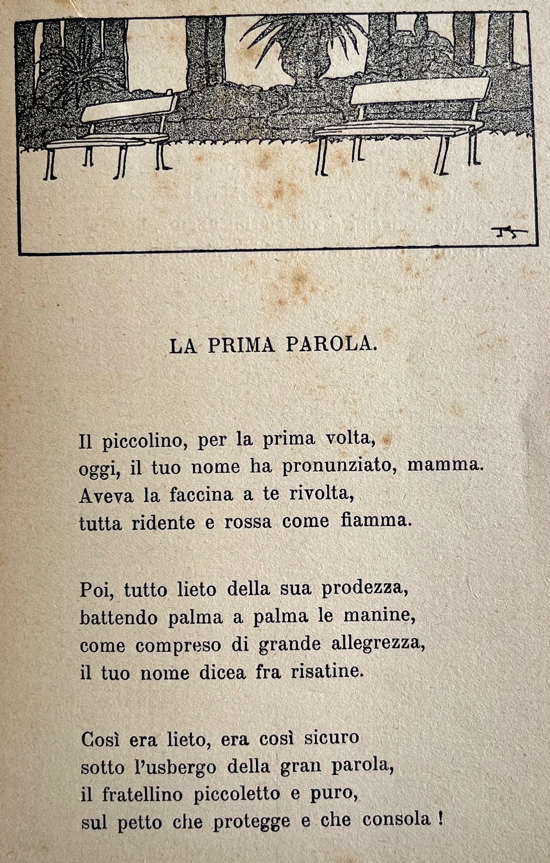 LA PRIMA PAROLA.
Il piccolino, per la prima volta,
oggi, il tuo nome ha pronunziato, mamma.
Aveva la faccina a te rivolta,
tutta ridente e rossa come fiamma.
Poi, tutto lieto della sua prodezza,
battendo palma a palma le manine,
come compreso di grande allegrezza,
il tuo nome dicea fra risatine.
Così era lieto, era così sicuro
sotto l'usbergo della gran parola,
il fratellino piccoletto e puro,
sul petto che protegge e che consola !